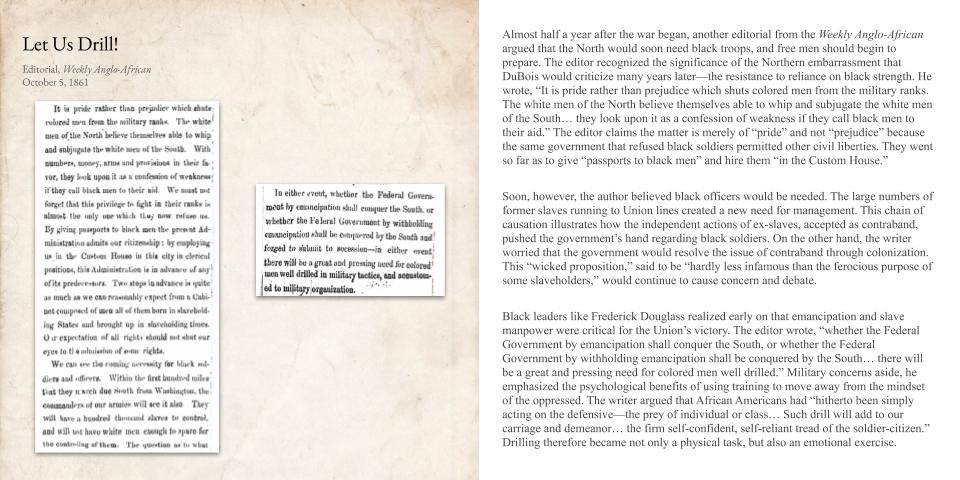 Let Us Drill!
Editorial, Weekly Anglo-African
October 5, 1861
It is pride rather than prejudice which shuts
colored men from the military ranks. The white
men of the North believe themselves able to whip
and subjugate the white men of the South. With
numbers, money, arms and provisions in their fa-
vor, they look upon it as a confession of weakness
if they call black men to their aid. We must not
forget that this privilege to fight in their ranks is
almost the only one which they now refuse us.
By giving passports to black men the present Ad-
ministration admits our citizenship: by employing
us in the Custom House in this city in clerical
positions, this Administration is in advance of any
of its predecessors. Two steps in advance is quite
as much as we can reasonably expect from a Cabi-
net composed of men all of them born in slavehold-
ing States and brought up in slaveholding times.
Our expectation of all rights should not shut our
eyes to the admission of some rights.
We can see the coming necessity for black sol-
diers and officers. Within the first hundred miles
that they march due South from Washington, the
commanders of our armies will see it also. They
will have a hundred thousand slaves to control,
and will not have white men enough to spare for
the controlling of them. The question as to what
In either event, whether the Federal Govern-
ment by emancipation shall conquer the South, or
whether the Federal Government by withholding
emancipation shall be conquered by the South and
forged to submit to secession—in either event
there will be a great and pressing need for colored
men well drilled in military tactics, and accustom-
ed to military organization.
Almost half a year after the war began, another editorial from the Weekly Anglo-African
argued that the North would soon need black troops, and free men should begin to
prepare. The editor recognized the significance of the Northern embarrassment that
DuBois would criticize many years later—the resistance to reliance on black strength. He
wrote, “It is pride rather than prejudice which shuts colored men from the military ranks.
The white men of the North believe themselves able to whip and subjugate the white men
of the South… they look upon it as a confession of weakness if they call black men to
their aid.” The editor claims the matter is merely of “pride” and not “prejudice” because
the same government that refused black soldiers permitted other civil liberties. They went
so far as to give “passports to black men” and hire them “in the Custom House.”
Soon, however, the author believed black officers would be needed. The large numbers of
former slaves running to Union lines created a new need for management. This chain of
causation illustrates how the independent actions of ex-slaves, accepted as contraband,
pushed the government’s hand regarding black soldiers. On the other hand, the writer
worried that the government would resolve the issue of contraband through colonization.
This “wicked proposition,” said to be “hardly less infamous than the ferocious purpose of
some slaveholders,” would continue to cause concern and debate.
Black leaders like Frederick Douglass realized early on that emancipation and slave
manpower were critical for the Union’s victory. The editor wrote, “whether the Federal
Government by emancipation shall conquer the South, or whether the Federal
Government by withholding emancipation shall be conquered by the South… there will
be a great and pressing need for colored men well drilled.” Military concerns aside, he
emphasized the psychological benefits of using training to move away from the mindset
of the oppressed. The writer argued that African Americans had “hitherto been simply
acting on the defensive—the prey of individual or class… Such drill will add to our
carriage and demeanor… the firm self-confident, self-reliant tread of the soldier-citizen.”
Drilling therefore became not only a physical task, but also an emotional exercise.